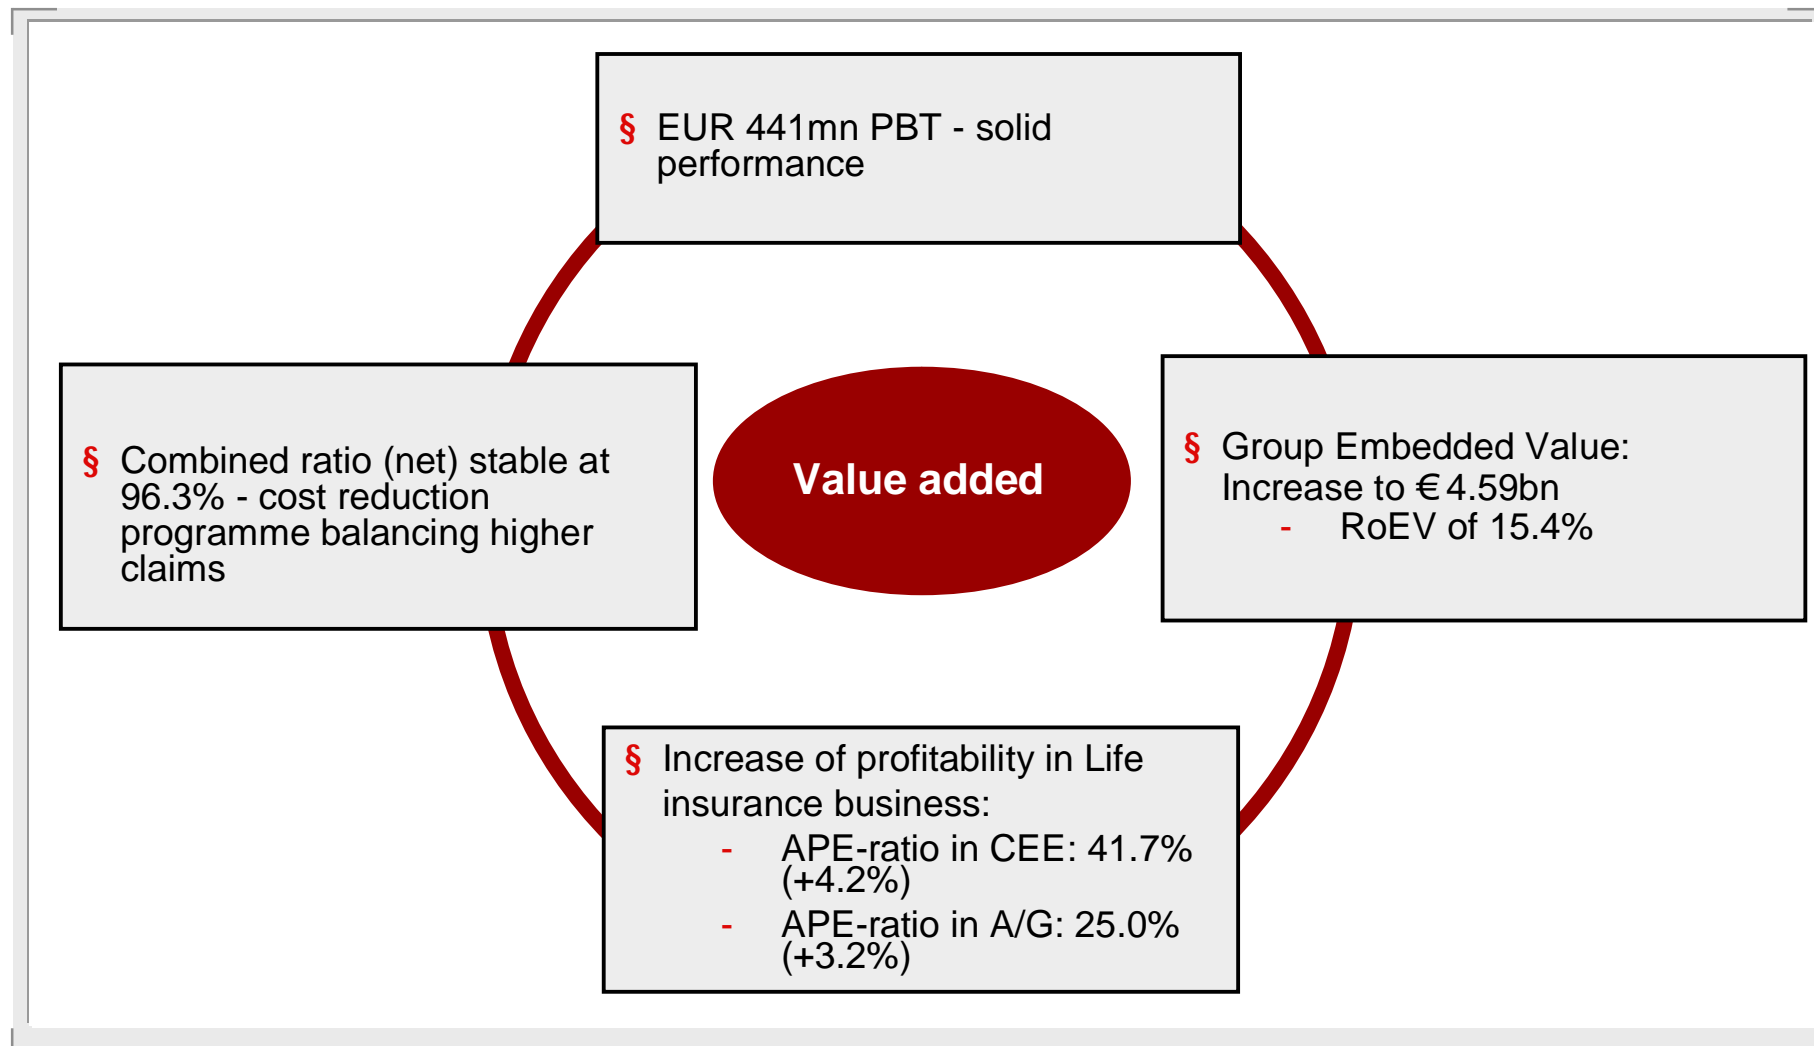 § EUR 441mn PBT - solid
performance
§ Combined ratio (net) stable at
96.3% - cost reduction
programme balancing higher
claims
Value added
§ Group Embedded Value:
Increase to € 4.59bn
- RoEV of 15.4%
§ Increase of profitability in Life
insurance business:
- APE-ratio in CEE: 41.7%
(+4.2%)
- APE-ratio in A/G: 25.0%
(+3.2%)